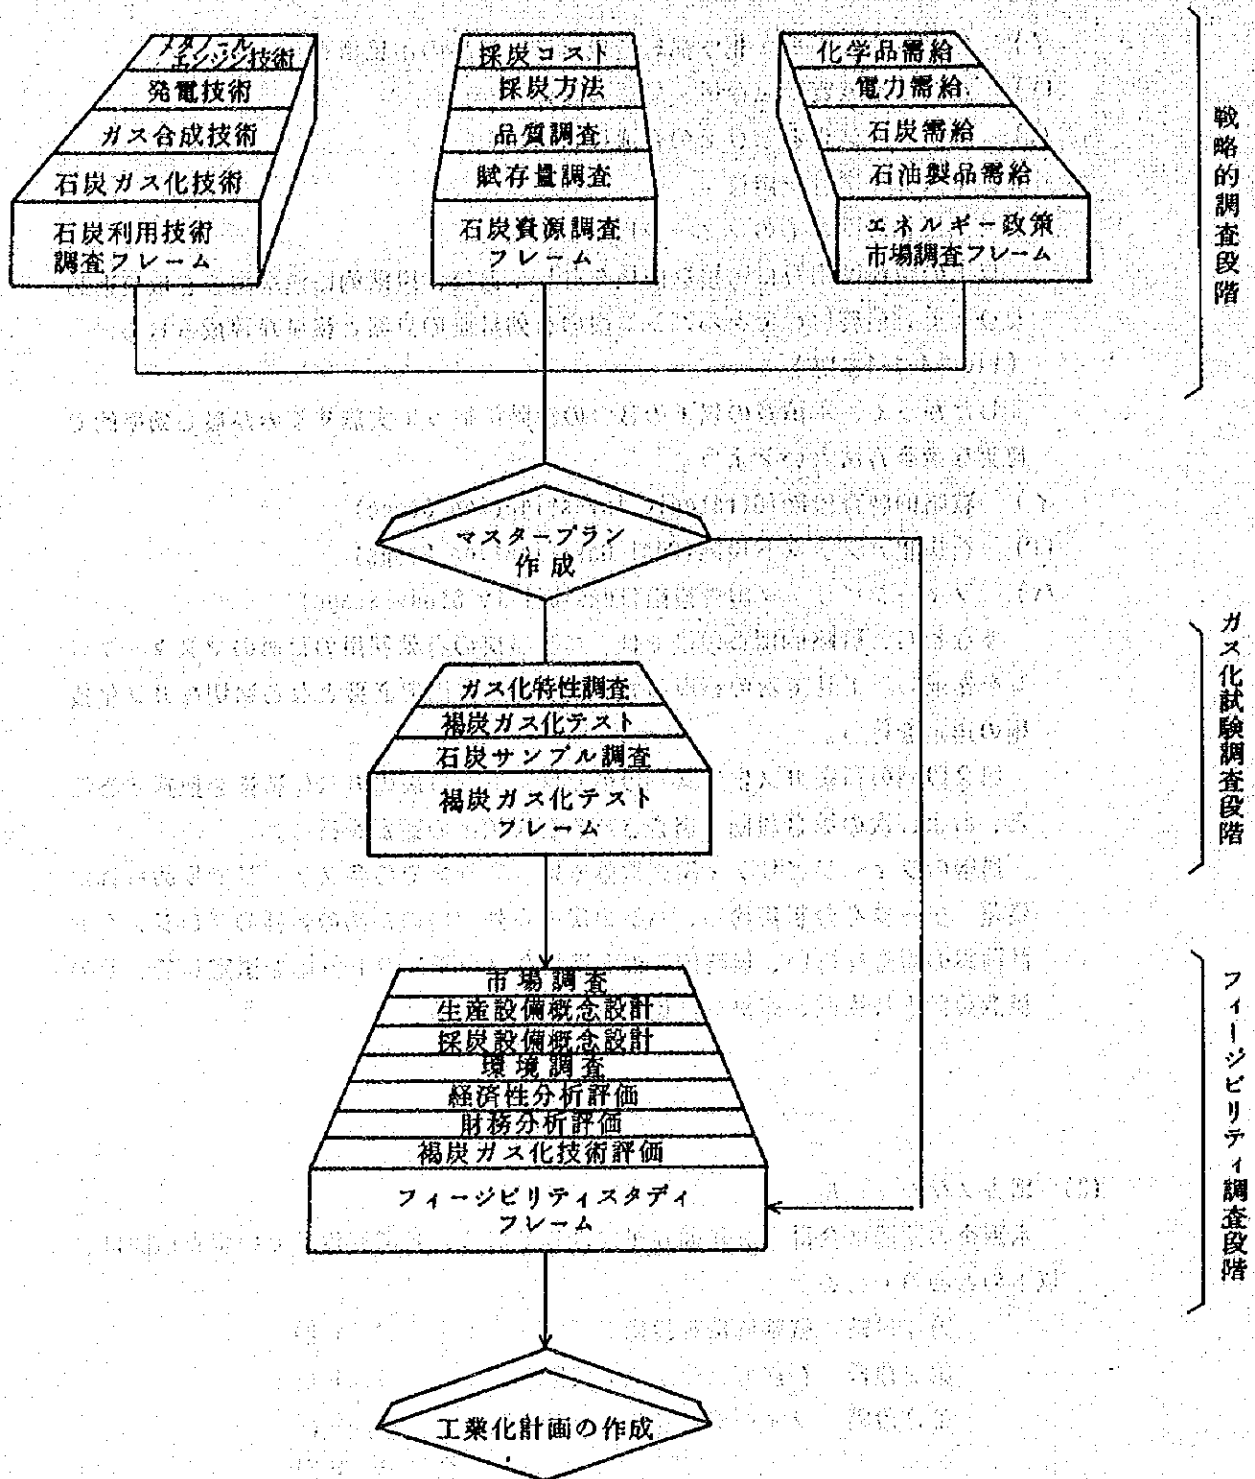 メタノール
エンジン技術
発電技術
ガス合成技術
石炭ガス化技術
石炭利用技術
調査フレーム
採炭コスト
採炭方法
品質調査
賦存量調査
石炭資源調査
フレーム
化学品需給
電力需給
石炭需給
石油製品需給
エネルギー政策
市場調査フレーム
戦略的調査段階
マスタープラン
作成
ガス化特性調査
褐炭ガス化テスト
石炭サンプル調査
褐炭ガス化テスト
フレーム
ガス化試験調査段階
市場調査
生産設備概念設計
採炭設備概念設計
環境調査
経済性分析評価
財務分析評価
褐炭ガス化技術評価
フィージビリティスタディ
フレーム
フィージビリティ調査段階
工業化計画の作成